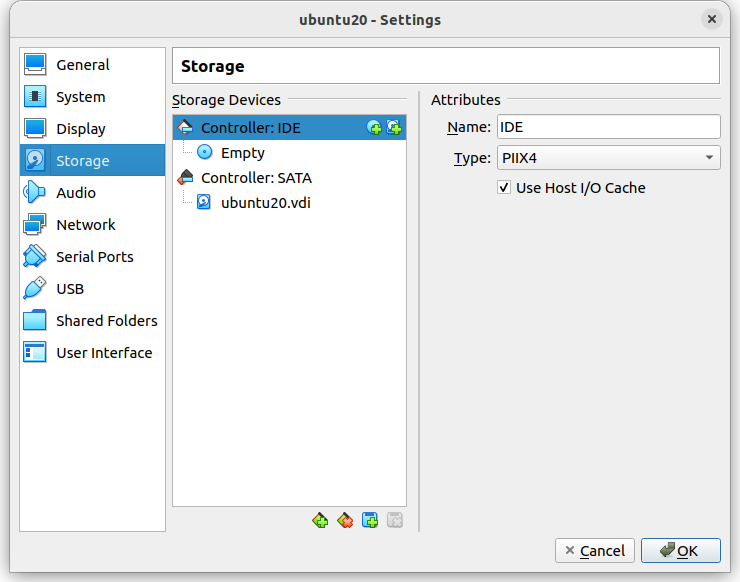 ubuntu20 - Settings
General
System
Display
Storage
Audio
Network
Serial Ports
USB
Shared Folders
User Interface
Storage
Storage Devices
Controller: IDE
Empty
Controller: SATA
ubuntu20.vdi
Attributes
Name: IDE
Type: PIIX4
Use Host I/O Cache
Cancel
OK